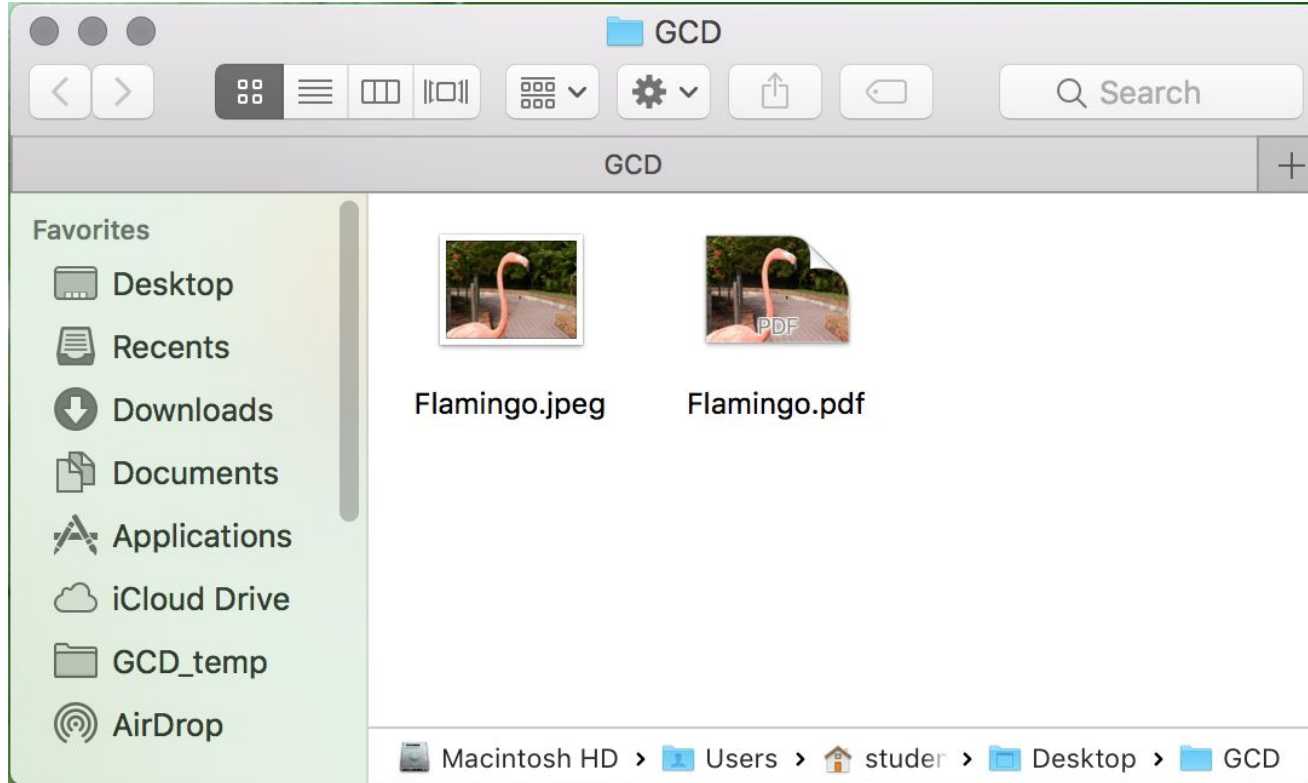 GCD
Search
GCD
Favorites
Desktop
Recents
Downloads
Documents
Applications
iCloud Drive
GCD_temp
AirDrop
PDF
Flamingo.jpeg Flamingo.pdf
Macintosh HD › Users › studen › Desktop › GCD